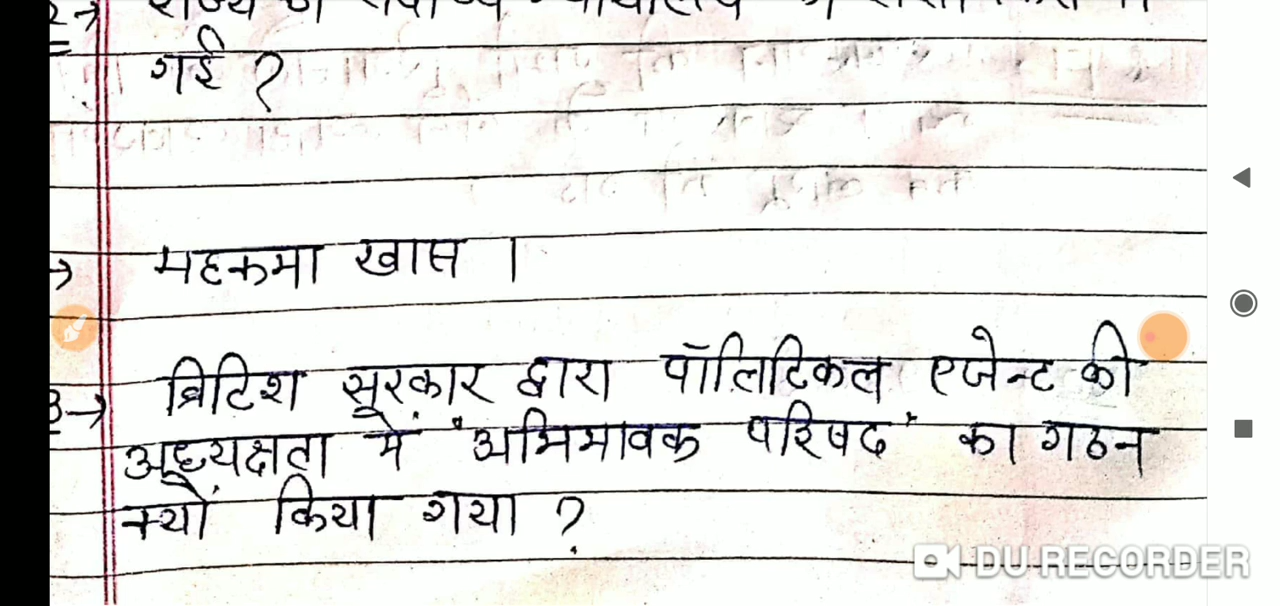 गई ?
→ महकमा खास ।
3→ ब्रिटिश सरकार द्वारा पॉलिटिकल एजेन्ट की
अध्यक्षता में "अभिभावक परिषद" का गठन
क्यों किया गया ?
DU RECORDER